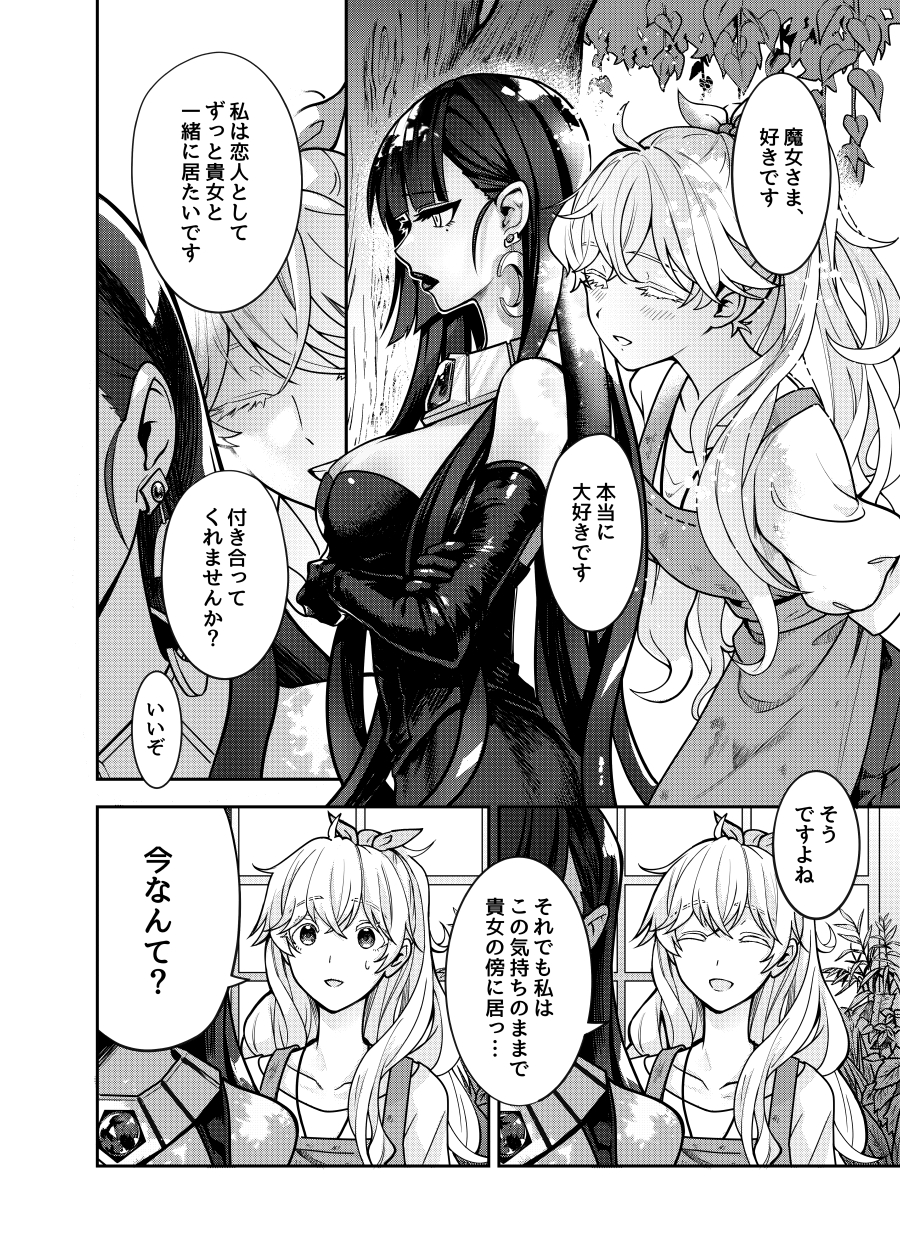 魔女さま、
好きです
本当に
大好きです
私は恋人として
ずっと貴女と
一緒に居たいです
付き合って
くれませんか？
いいぞ
そう
ですよね
それでも私は
この気持ちのままで
貴女の傍に居っ…
今なんて？